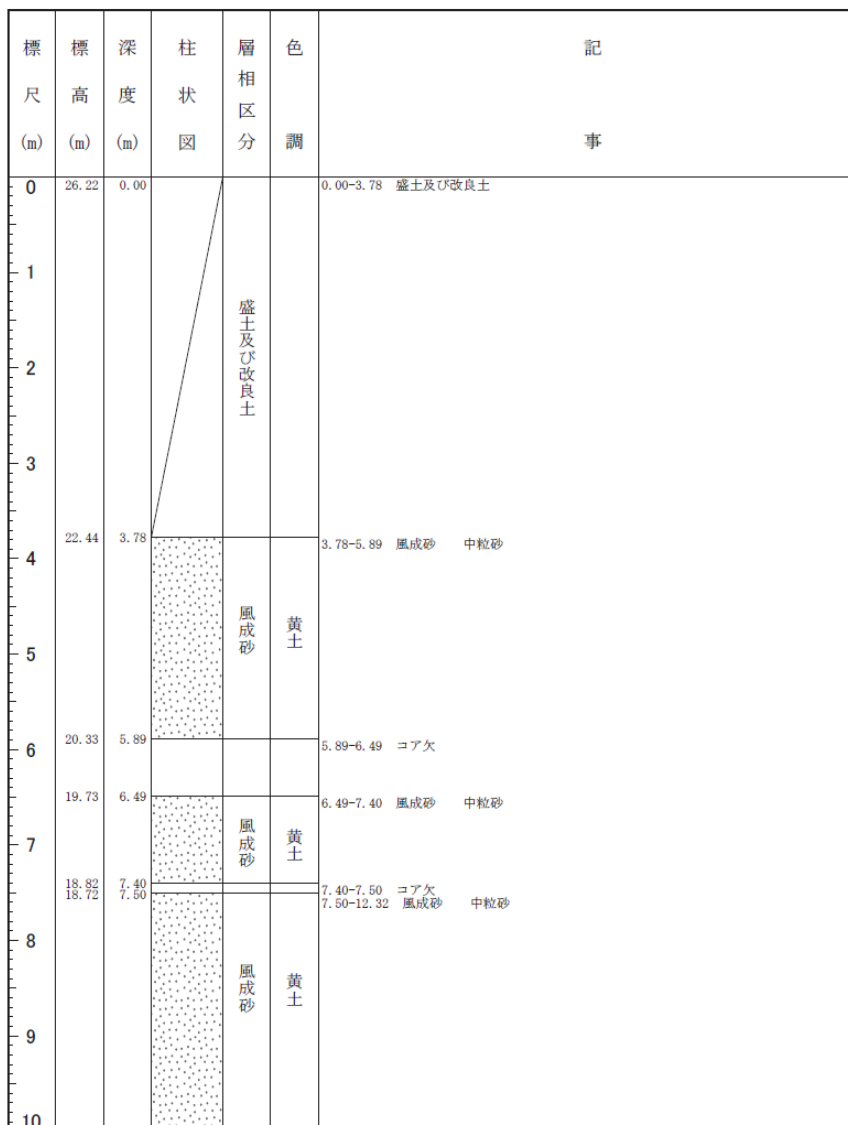 標尺(m) 標高(m) 深度(m) 柱状図 層相区分 色調 記事
0 26.22 0.00 0.00-3.78 盛土及び改良土
1
盛土及び改良土
2
3
22.44 3.78 3.78-5.89 風成砂 中粒砂
4
風成砂 黄土
5
20.33 5.89 5.89-6.49 コア欠
6
19.73 6.49 6.49-7.40 風成砂 中粒砂
風成砂 黄土
7
18.82 7.40 7.40-7.50 コア欠
18.72 7.50 7.50-12.32 風成砂 中粒砂
8
風成砂 黄土
9
10